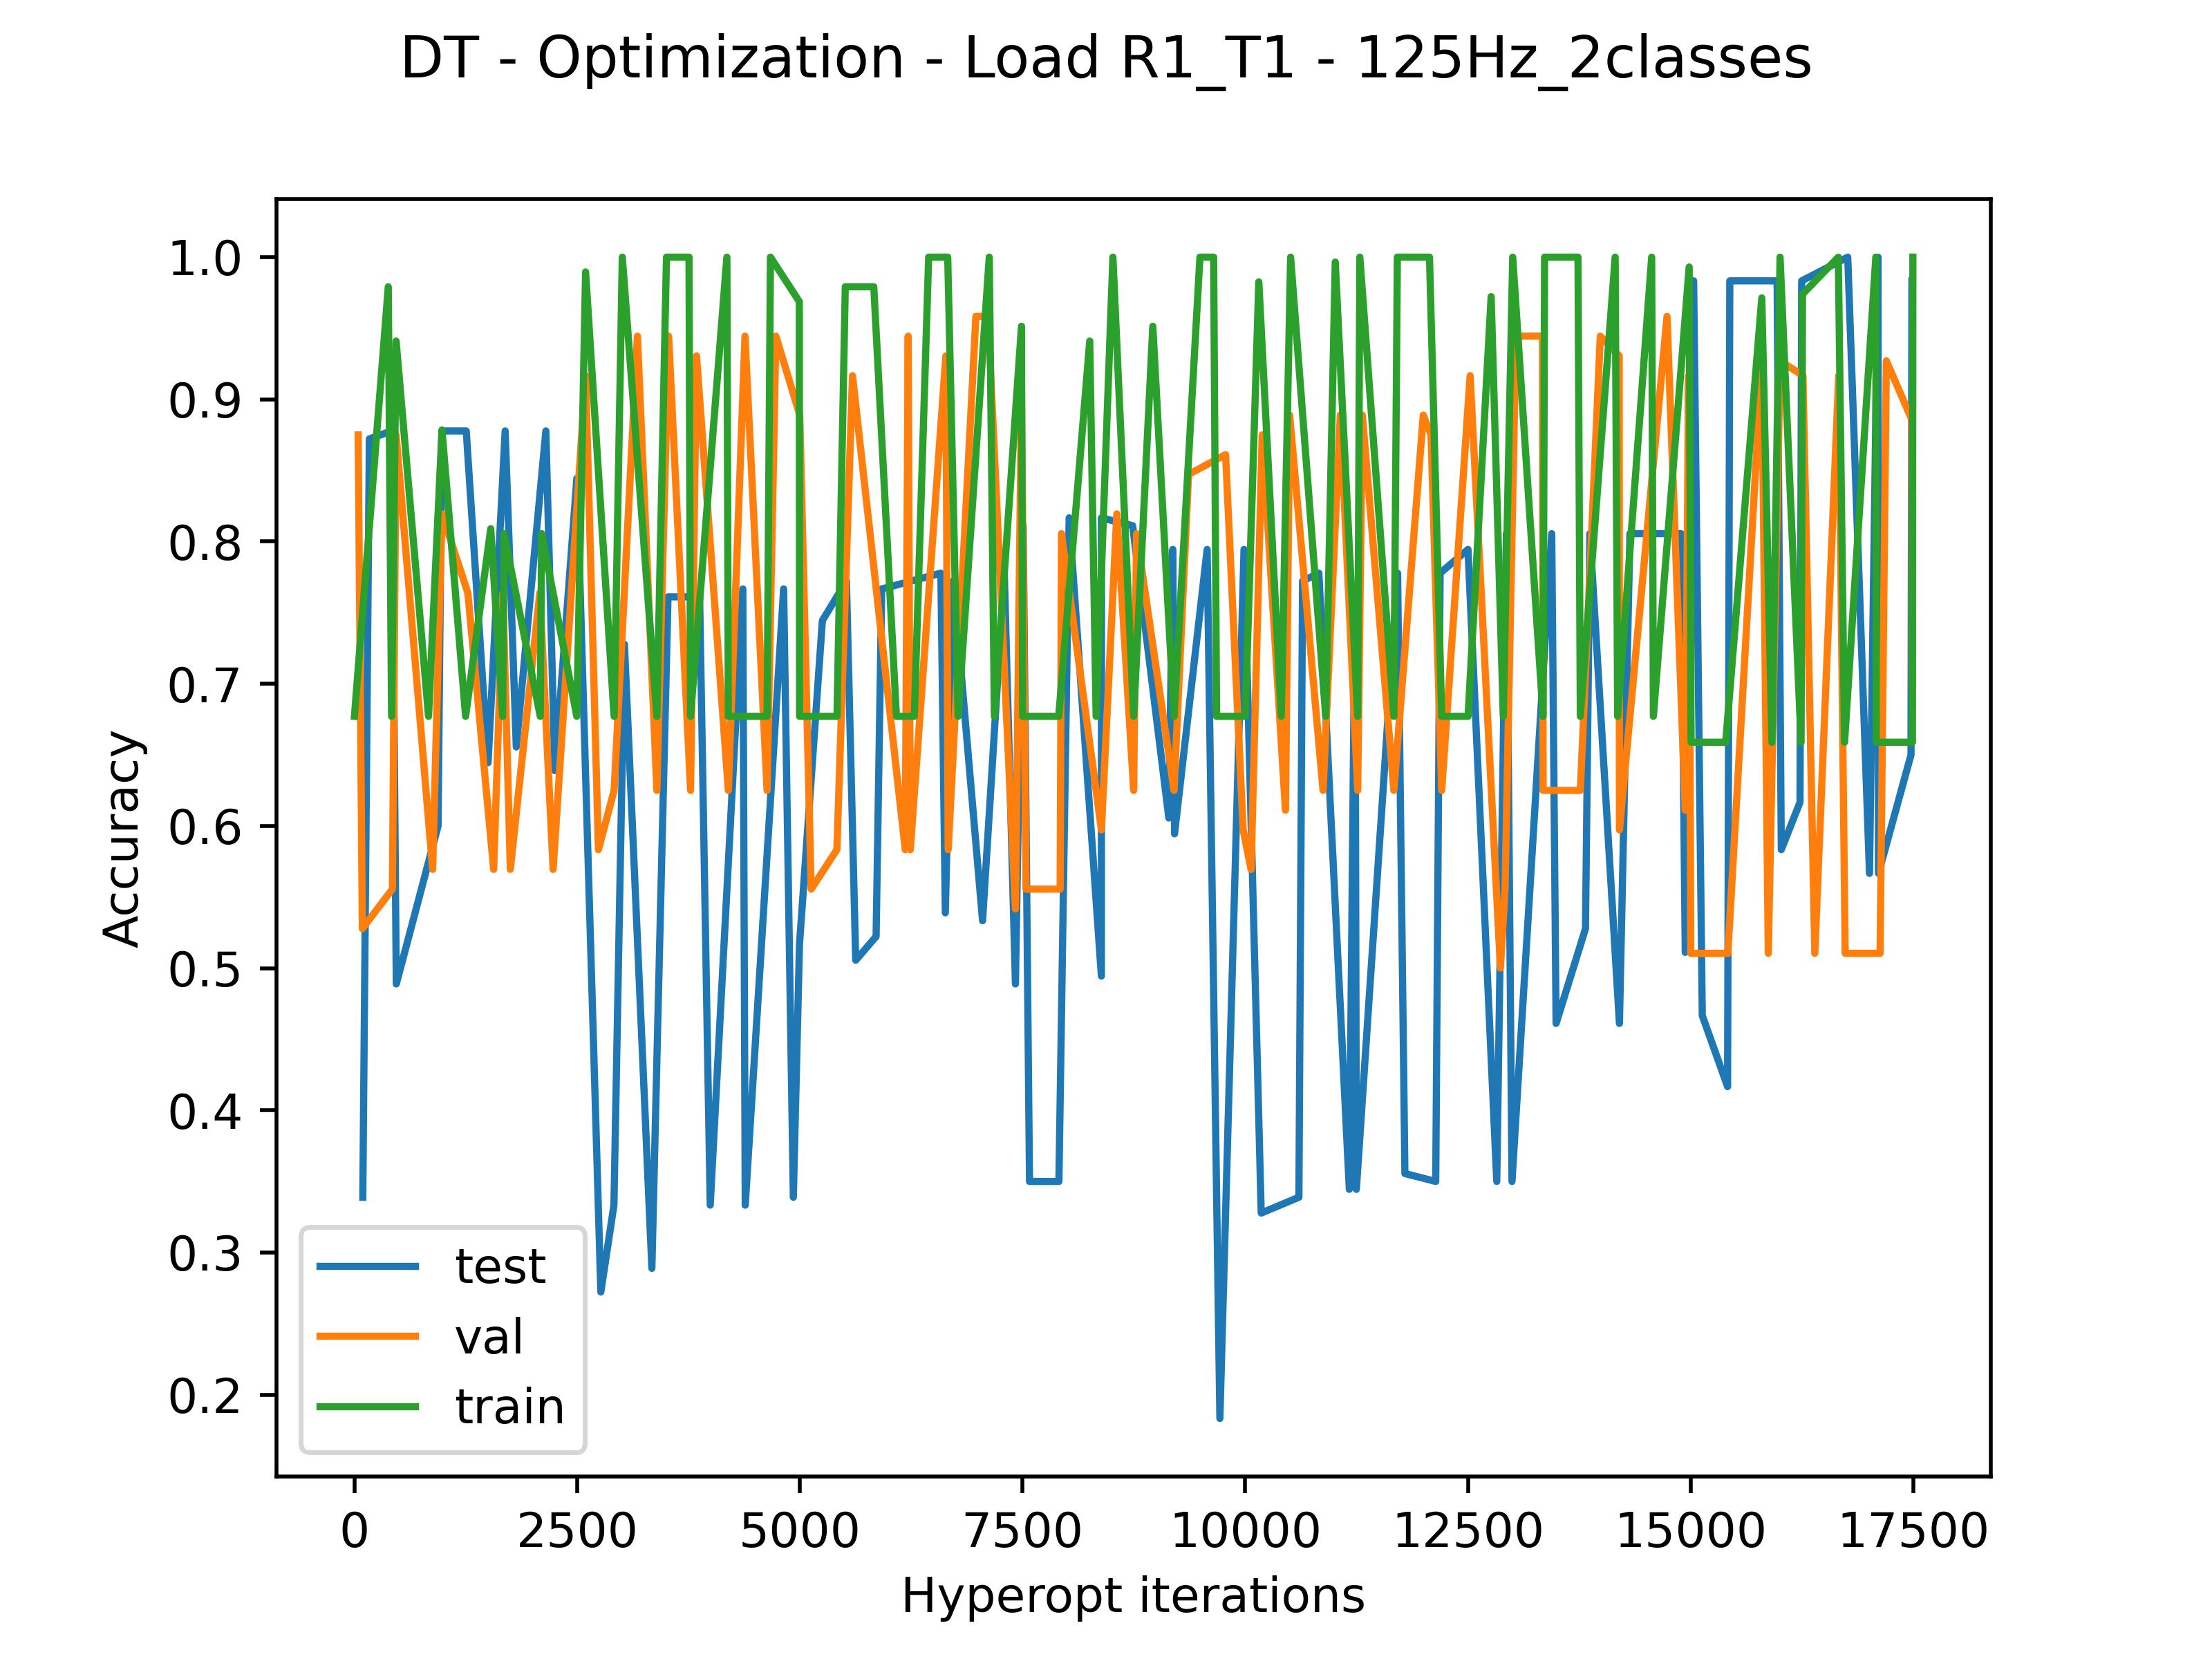 DT - Optimization - Load R1_T1 - 125Hz_2classes
1.0
0.9
0.8
0.7
0.6
0.5
0.4
0.3
0.2
Accuracy
test
val
train
0 2500 5000 7500 10000 12500 15000 17500
Hyperopt iterations